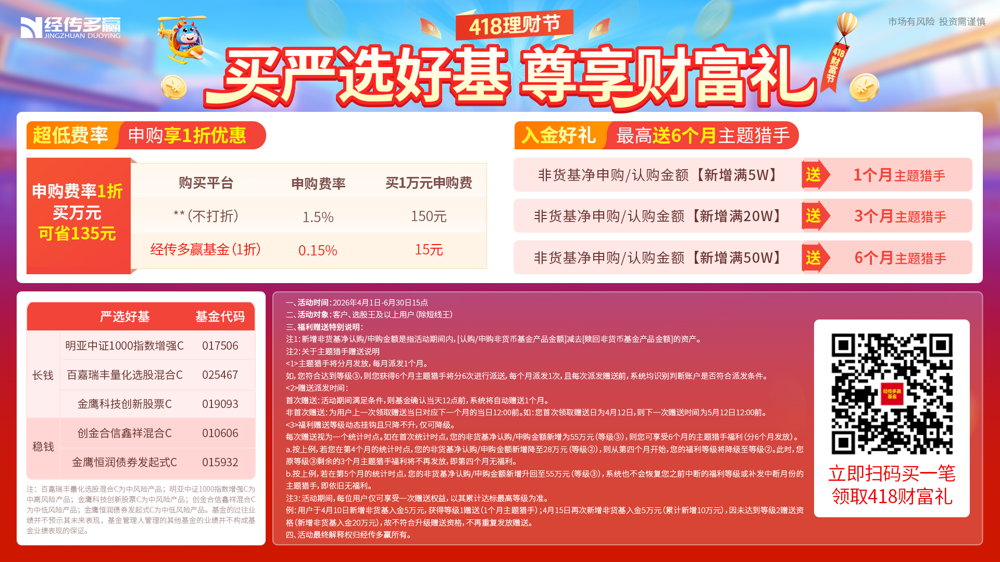 经传多赢
JINGZHUAN DUOYING
418理财节
市场有风险 投资需谨慎
418财富节
买严选好基 尊享财富礼
超低费率 申购享1折优惠
申购费率1折
买万元
可省135元
购买平台 申购费率 买1万元申购费
**（不打折） 1.5% 150元
经传多赢基金（1折） 0.15% 15元
入金好礼 最高送6个月主题猎手
非货基净申购/认购金额【新增满5W】 送 1个月主题猎手
非货基净申购/认购金额【新增满20W】 送 3个月主题猎手
非货基净申购/认购金额【新增满50W】 送 6个月主题猎手
严选好基 基金代码
长钱
明亚中证1000指数增强C 017506
百嘉瑞丰量化选股混合C 025467
金鹰科技创新股票C 019093
稳钱
创金合信鑫祥混合C 010606
金鹰恒润债券发起式C 015932
注：百嘉瑞丰量化选股混合C为中风险产品；明亚中证1000指数增强C为
中高风险产品；金鹰科技创新股票C为中风险产品；创金合信鑫祥混合C
为中低风险产品；金鹰恒润债券发起式C为中低风险产品。基金的过往业
绩并不预示其未来表现，基金管理人管理的其他基金的业绩并不构成基
金业绩表现的保证。
一、活动时间：2026年4月1日-6月30日15点
二、活动对象：客户、选股王及以上用户（除短线王）
三、福利赠送特别说明：
注1：新增非货基净认购/申购金额是指活动期间内，[认购/申购非货币基金产品金额]减去[赎回非货币基金产品金额]的资产。
注2：关于主题猎手赠送说明
<1>主题猎手将分月发放，每月派发1个月。
如，您符合达到等级③，则您获得6个月主题猎手将分6次进行派送，每个月派发1次，且每次派发赠送前，系统均识别判断账户是否符合派发条件。
<2>赠送派发时间：
首次赠送：活动期间满足条件，则基金确认当天12点前，系统将自动赠送1个月。
非首次赠送：为用户上一次领取赠送当日对应下一个月的当日12:00前。如：您首次领取赠送日为4月12日，则下一次赠送时间为5月12日12:00前。
<3>福利赠送等级动态挂钩且只降不升，仅可降级。
每次赠送视为一个统计时点。如在首次统计时点，您的非货基净认购/申购金额新增为55万元（等级③），则您可享受6个月的主题猎手福利（分6个月发放）。
a.按上例，若您在第4个月的统计时点，您的非货基净认购/申购金额新增降至28万元（等级②），则从第四个月开始，您的福利等级将降级至等级②。此时，您
原等级③剩余的3个月主题猎手福利将不再发放，即第四个月无福利。
b.按上例，若在第5个月的统计时点，您的非货基净认购/申购金额新增升回至55万元（等级③），系统也不会恢复您之前中断的福利等级或补发中断月份的
主题猎手，即依旧无福利。
注3：活动期间，每位用户仅可享受一次赠送权益，以其累计达标最高等级为准。
例：用户于4月10日新增非货基入金5万元，获得等级1赠送（1个月主题猎手）；4月15日再次新增非货基入金5万元（累计新增10万元），因未达到等级2赠送资
格（新增非货基入金20万元），故不符合升级赠送资格，不再重复发放赠送。
四、活动最终解释权归经传多赢所有。
经传多赢
基金
立即扫码买一笔
领取418财富礼